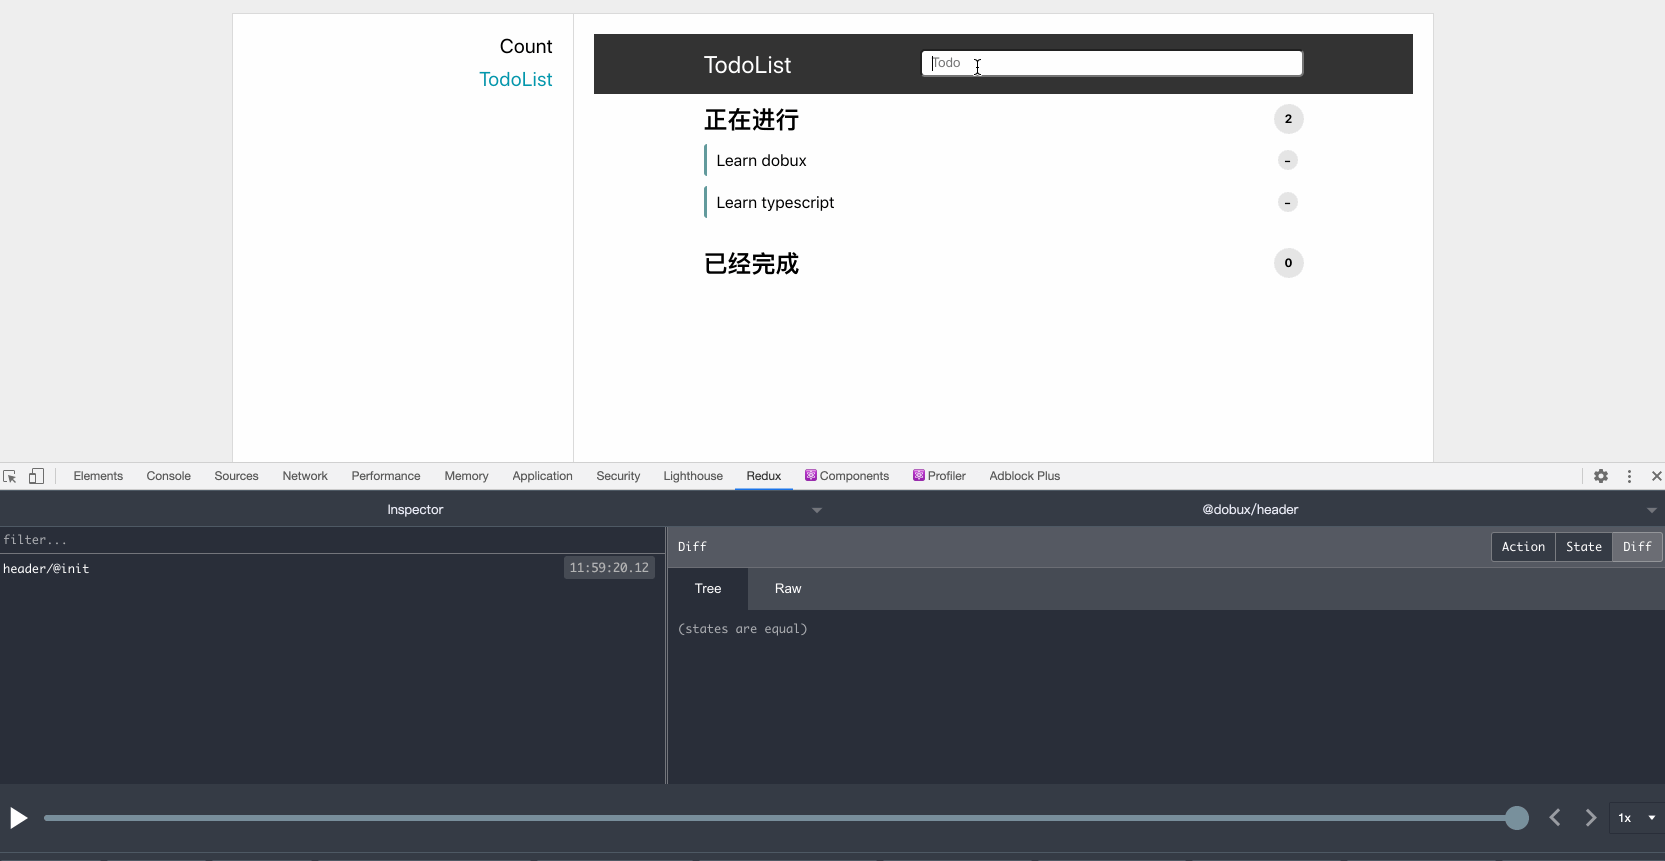 Count
TodoList
TodoList
Todo
正在进行
2
Learn dobux
-
Learn typescript
-
已经完成
0
Elements Console Sources Network Performance Memory Application Security Lighthouse Redux Components Profiler Adblock Plus
Inspector
@dobux/header
filter...
header/@init 11:59:20.12
Diff
Action State Diff
Tree Raw
(states are equal)
1x